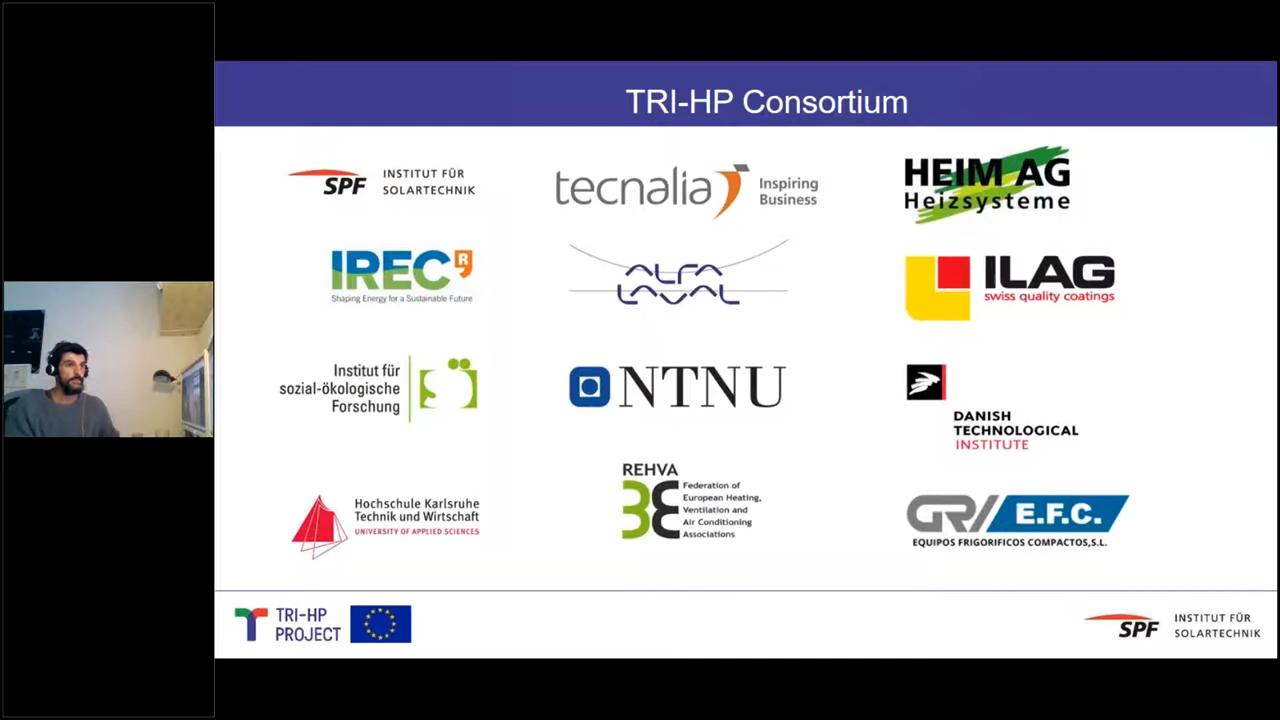 TRI-HP Consortium
SPF
INSTITUT FÜR
SOLARTECHNIK
tecnalia
Inspiring
Business
HEIM AG
Heizsysteme
IREC
R
Shaping Energy for a Sustainable Future
ALFA
LAVAL
ILAG
swiss quality coatings
Institut für
sozial-ökologische
Forschung
NTNU
DANISH
TECHNOLOGICAL
INSTITUTE
Hochschule Karlsruhe
Technik und Wirtschaft
UNIVERSITY OF APPLIED SCIENCES
REHVA
Federation of
European Heating,
Ventilation and
Air Conditioning
Associations
E.F.C.
EQUIPOS FRIGORIFICOS COMPACTOS,S.L.
TRI-HP
PROJECT
SPF
INSTITUT FÜR
SOLARTECHNIK